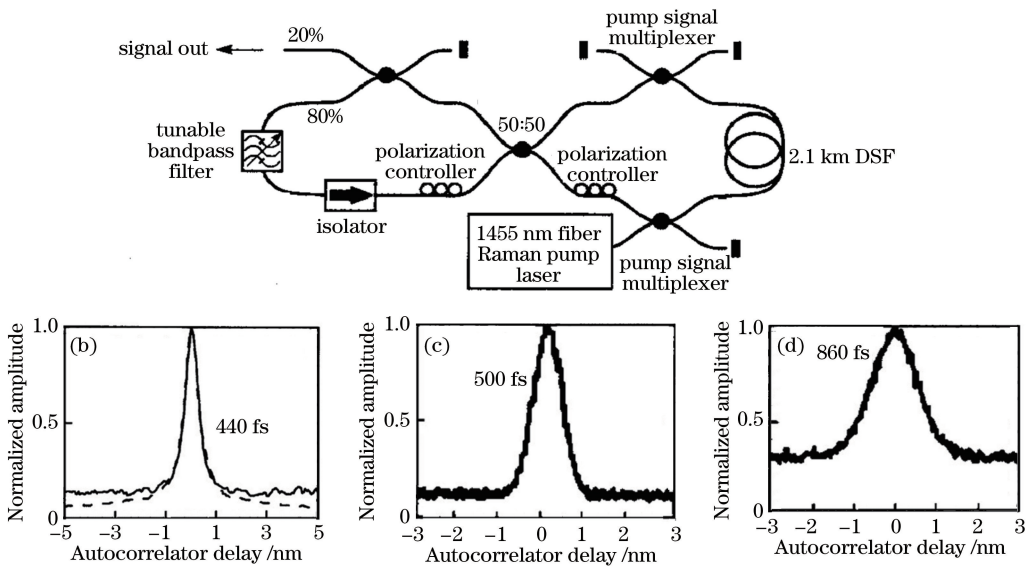 signal out
20%
80%
tunable
bandpass
filter
isolator
polarization
controller
50:50
polarization
controller
pump signal
multiplexer
2.1 km DSF
1455 nm fiber
Raman pump
laser
pump signal
multiplexer
(b)
440 fs
Normalized amplitude
1.0
0.5
0
−5 −3 −1 0 1 3 5
Autocorrelator delay /nm
(c)
500 fs
Normalized amplitude
1.0
0.5
0
−3 −2 −1 0 1 2 3
Autocorrelator delay /nm
(d)
860 fs
Normalized amplitude
1.0
0.5
0
−3 −2 −1 0 1 2 3
Autocorrelator delay /nm